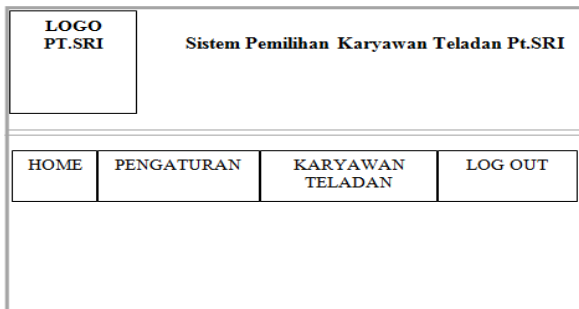 LOGO
PT.SRI
Sistem Pemilihan Karyawan Teladan Pt.SRI
HOME
PENGATURAN
KARYAWAN
TELADAN
LOG OUT